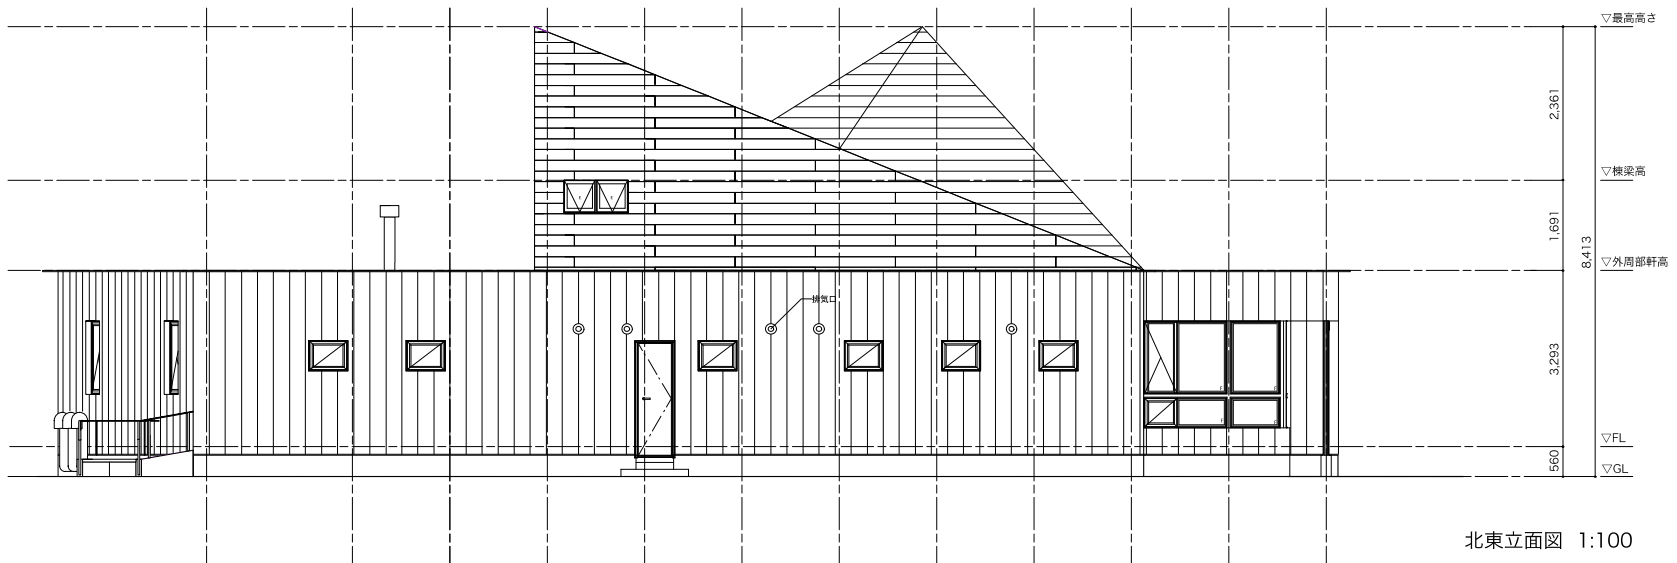 ▽最高高さ
2,361
▽棟梁高
1,691
8,413
▽外周部軒高
排気口
3,293
▽FL
560
▽GL
北東立面図 1:100